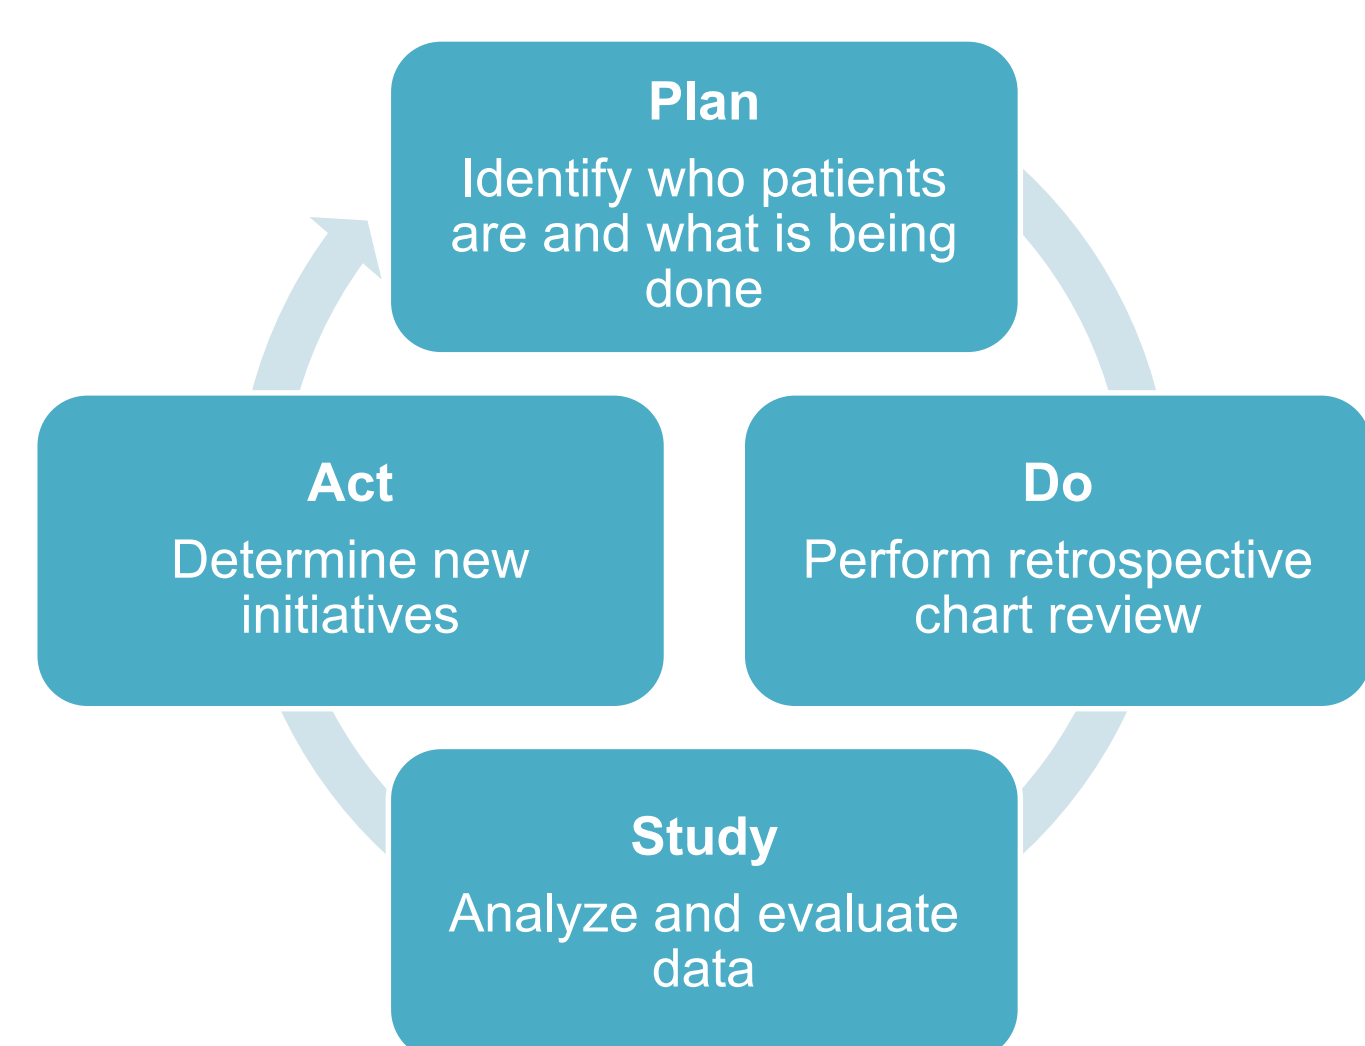 Plan
Identify who patients
are and what is being
done
Act
Determine new
initiatives
Do
Perform retrospective
chart review
Study
Analyze and evaluate
data